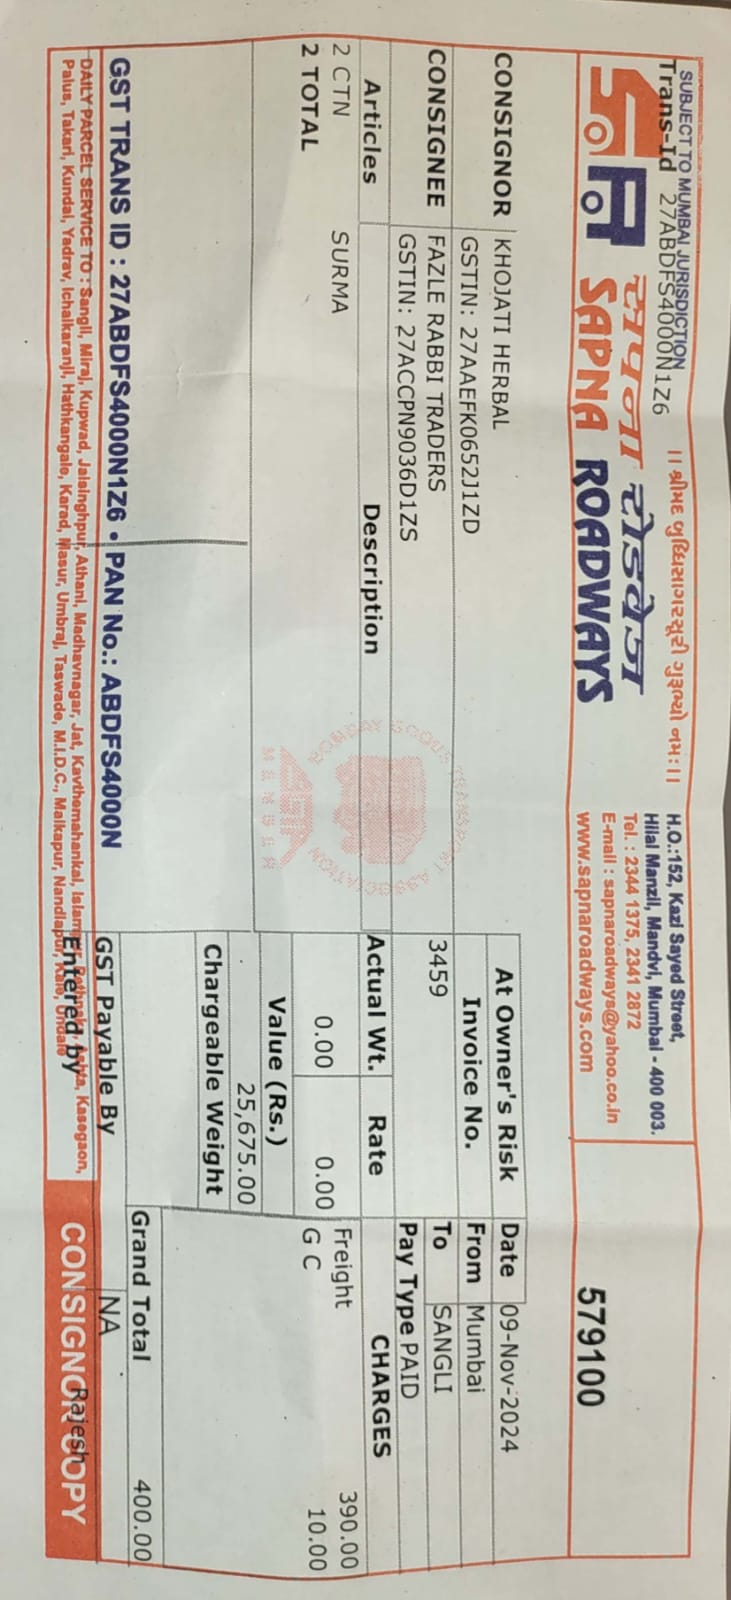 SUBJECT TO MUMBAI JURISDICTION
Trans-Id 27ABDFS4000N1Z6
।। શ્રીમદ્ બુધ્ધિસાગરસૂરી ગુરૂભ્યો નમઃ ।।
सपना रोडवेज
SAPNA ROADWAYS
H.O.:152, Kazi Sayed Street,
Hilal Manzil, Mandvi, Mumbai - 400 003.
Tel. : 2344 1375, 2341 2872
E-mail : sapnaroadways@yahoo.co.in
www.sapnaroadways.com
579100
CONSIGNOR KHOJATI HERBAL
GSTIN: 27AAEFK0652J1ZD
CONSIGNEE FAZLE RABBI TRADERS
GSTIN: 27ACCPN9036D1ZS
At Owner's Risk
Invoice No.
3459
Date 09-Nov-2024
From Mumbai
To SANGLI
Pay Type PAID
Articles Description Actual Wt. Rate CHARGES
2 CTN SURMA 0.00 0.00 Freight 390.00
2 TOTAL G C 10.00
Value (Rs.)
25,675.00
Chargeable Weight
BOMBAY GOODS TRANSPORT ASSOCIATION
MEMBER
Grand Total 400.00
GST TRANS ID : 27ABDFS4000N1Z6 • PAN No.: ABDFS4000N
GST Payable By NA
DAILY PARCEL SERVICE TO : Sangli, Miraj, Kupwad, Jaisinghpur, Athani, Madhavnagar, Jat, Kavthemahankal, Ashta, Kasegaon,
Palus, Takari, Kundal, Yadrav, Ichalkaranji, Hathkangale, Karad, Masur, Umbraj, Taswade, M.I.D.C., Malkapur, Nandlapur, Kale, Undale
Entered by Rajesh
CONSIGNOR COPY